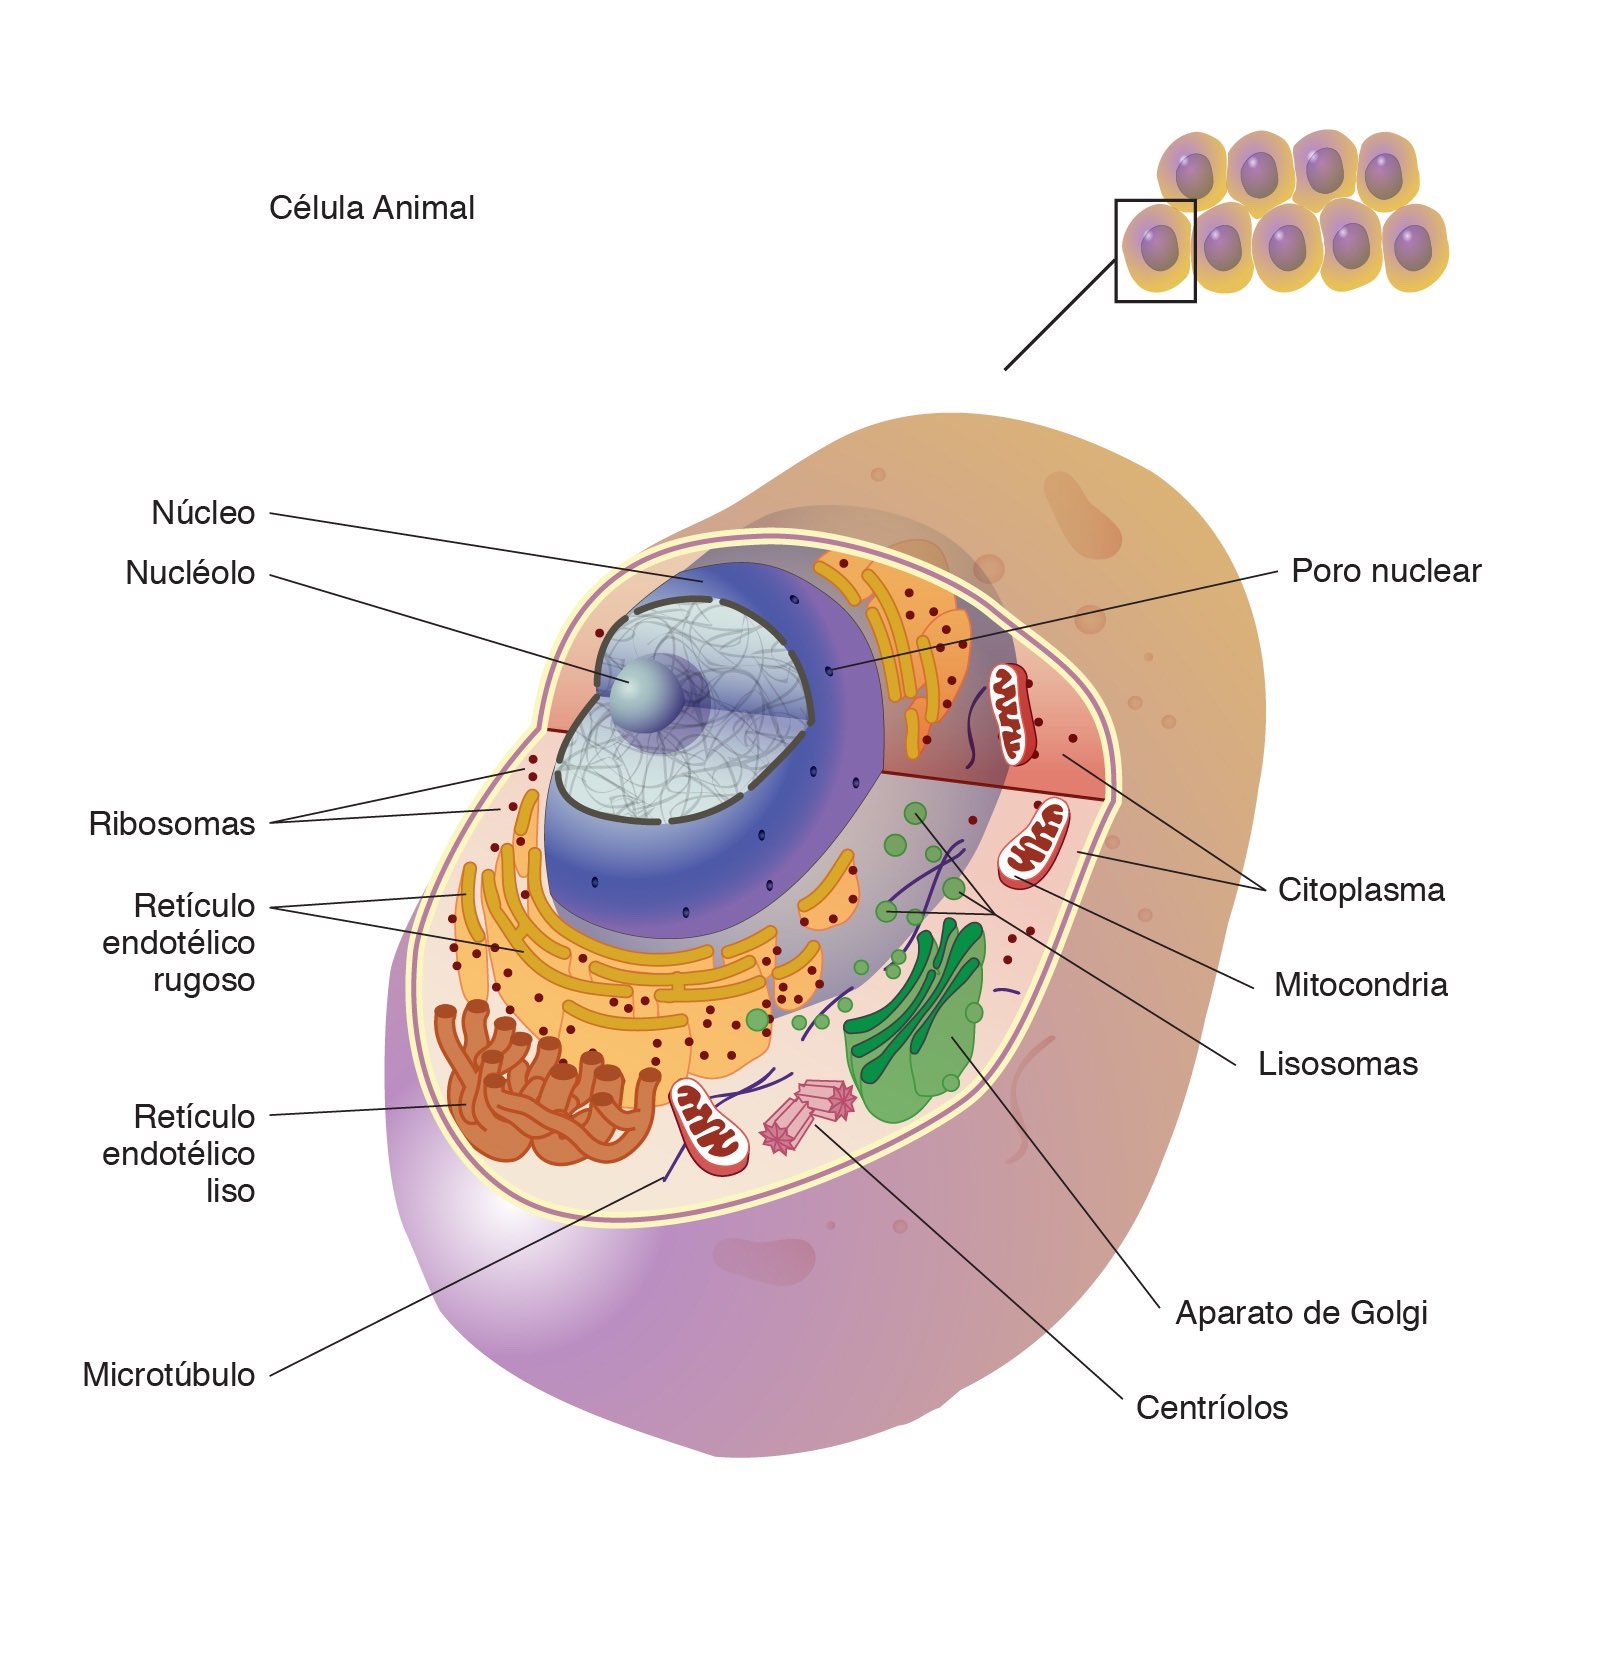 Célula Animal
Núcleo
Nucléolo
Poro nuclear
Ribosomas
Retículo
endotélico
rugoso
Citoplasma
Mitocondria
Lisosomas
Retículo
endotélico
liso
Aparato de Golgi
Microtúbulo
Centríolos